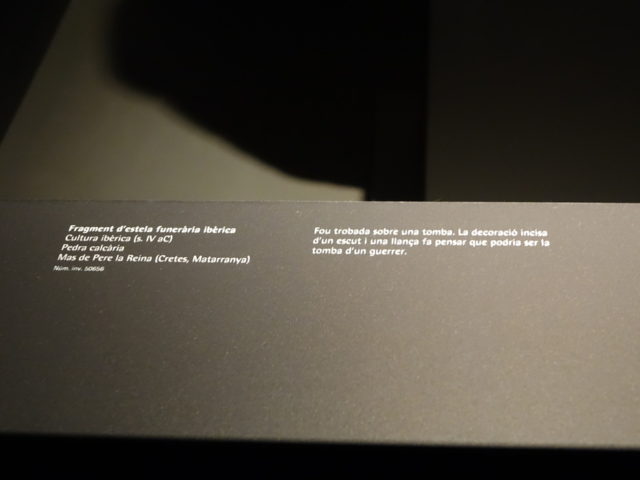 Fragment d'estela funerària ibèrica
Cultura ibèrica (s. IV aC)
Pedra calcària
Mas de Pere la Reina (Cretes, Matarranya)
Núm. inv. 50656
Fou trobada sobre una tomba. La decoració incisa
d'un escut i una llança fa pensar que podria ser la
tomba d'un guerrer.